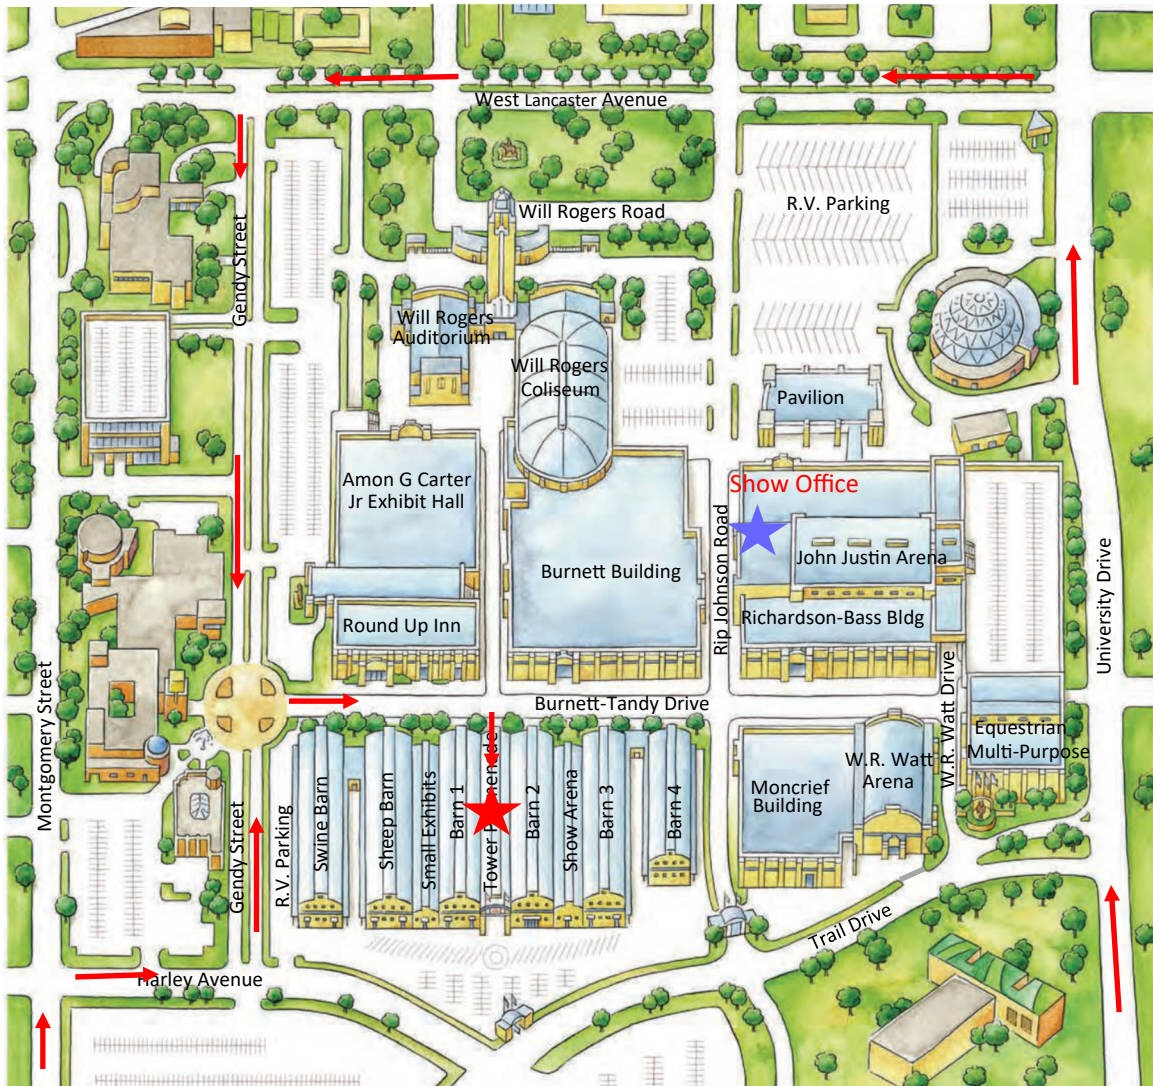 West Lancaster Avenue
Will Rogers Road
R.V. Parking
Gendy Street
Will Rogers
Auditorium
Will Rogers
Coliseum
Pavilion
Amon G Carter
Jr Exhibit Hall
Show Office
Burnett Building
John Justin Arena
Rip Johnson Road
Round Up Inn
Richardson-Bass Bldg
University Drive
Montgomery Street
Burnett-Tandy Drive
W.R. Watt Drive
Equestrian
Multi-Purpose
W.R. Watt
Arena
Moncrief
Building
Gendy Street
R.V. Parking
Swine Barn
Sheep Barn
Small Exhibits
Barn 1
Tower
Barn 2
Show Arena
Barn 3
Barn 4
Trail Drive
Harley Avenue